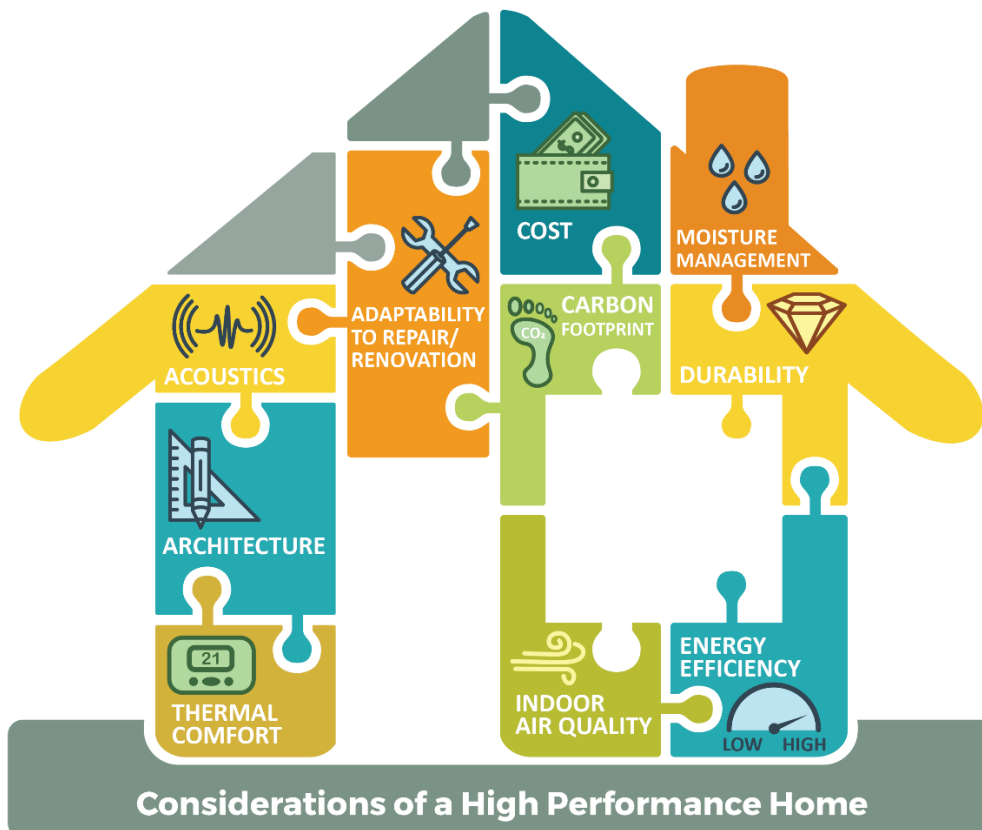 COST
MOISTURE
MANAGEMENT
ADAPTABILITY
TO REPAIR/
RENOVATION
CARBON
FOOTPRINT
CO₂
ACOUSTICS
DURABILITY
ARCHITECTURE
21
THERMAL
COMFORT
INDOOR
AIR QUALITY
ENERGY
EFFICIENCY
LOW HIGH
Considerations of a High Performance Home